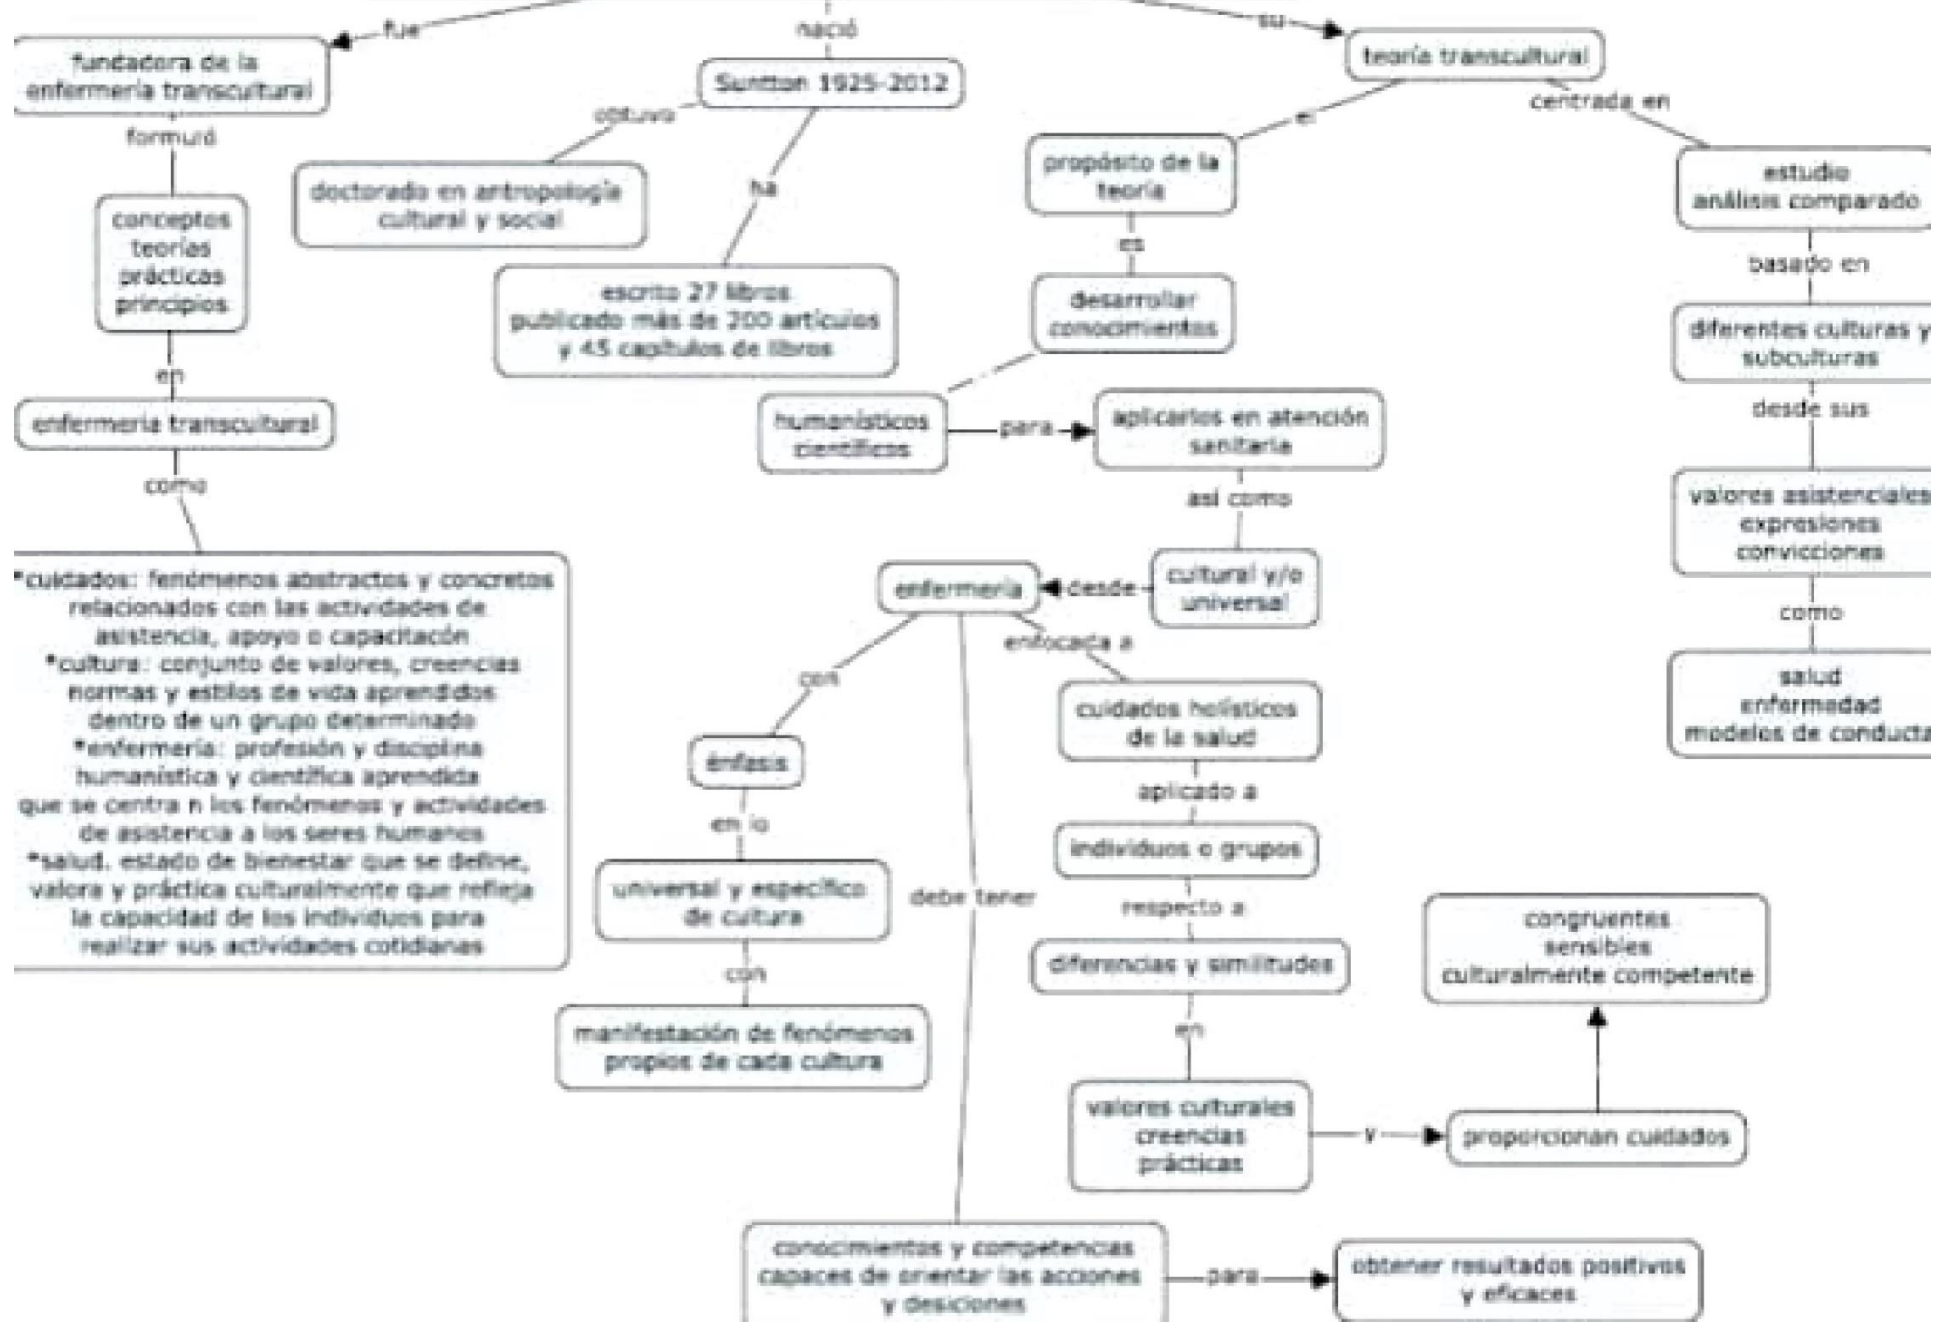 fue
nació
su
fundadora de la
enfermería transcultural
Suntton 1925-2012
teoría transcultural
formuló
obtuvo
ha
el
centrada en
conceptos
teorías
prácticas
principios
doctorado en antropología
cultural y social
escrito 27 libros
publicado más de 200 artículos
y 45 capítulos de libros
propósito de la
teoría
es
desarrollar
conocimientos
estudio
análisis comparado
basado en
diferentes culturas y
subculturas
desde sus
en
enfermería transcultural
como
humanísticos
científicos
para
aplicarlos en atención
sanitaria
así como
cultural y/o
universal
desde
enfermería
valores asistenciales
expresiones
convicciones
como
salud
enfermedad
modelos de conducta
*cuidados: fenómenos abstractos y concretos
relacionados con las actividades de
asistencia, apoyo o capacitacón
*cultura: conjunto de valores, creencias
normas y estilos de vida aprendidos
dentro de un grupo determinado
*enfermería: profesión y disciplina
humanística y científica aprendida
que se centra n los fenómenos y actividades
de asistencia a los seres humanos
*salud. estado de bienestar que se define,
valora y práctica culturalmente que refleja
la capacidad de los individuos para
realizar sus actividades cotidianas
con
énfasis
en lo
universal y específico
de cultura
con
manifestación de fenómenos
propios de cada cultura
debe tener
enfocada a
cuidados holísticos
de la salud
aplicado a
individuos o grupos
respecto a
diferencias y similitudes
en
valores culturales
creencias
prácticas
y
proporcionan cuidados
congruentes
sensibles
culturalmente competente
conocimientos y competencias
capaces de orientar las acciones
y desiciones
para
obtener resultados positivos
y eficaces